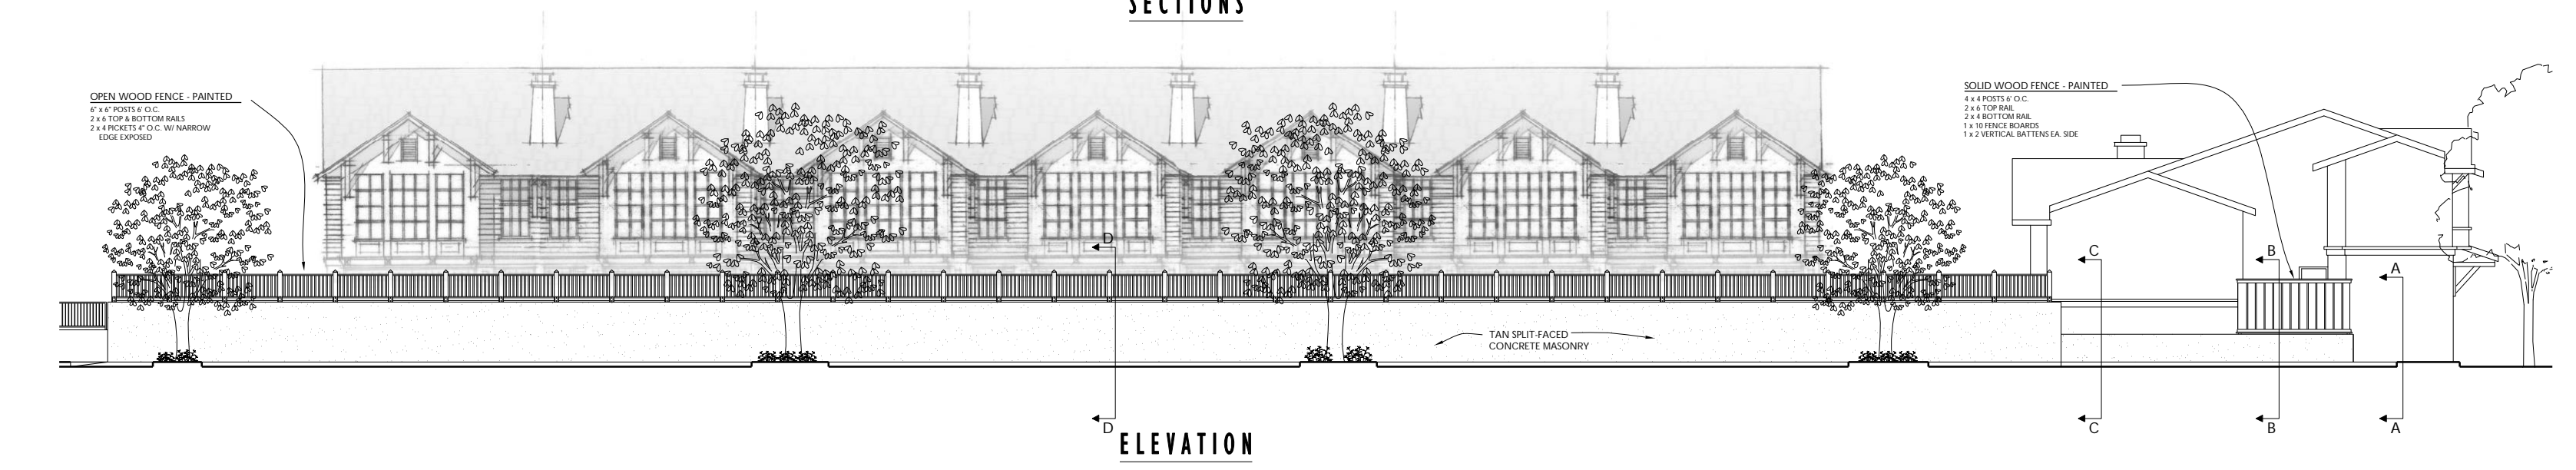 SECTIONS
OPEN WOOD FENCE - PAINTED
6" x 6" POSTS 6' O.C.
2 x 6 TOP & BOTTOM RAILS
2 x 4 PICKETS 4" O.C. W/ NARROW
EDGE EXPOSED
SOLID WOOD FENCE - PAINTED
4 x 4 POSTS 6' O.C.
2 x 6 TOP RAIL
2 x 4 BOTTOM RAIL
1 x 10 FENCE BOARDS
1 x 2 VERTICAL BATTENS EA. SIDE
D
C
B
A
TAN SPLIT-FACED
CONCRETE MASONRY
D
C
B
A
ELEVATION